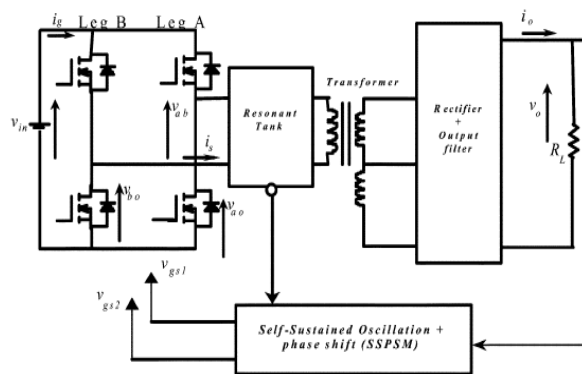 i_g
Leg B
Leg A
i_o
v_in
v_ab
Resonant
Tank
Transformer
Rectifier
+
Output
filter
v_o
R_L
i_s
v_bo
v_ao
v_gs1
v_gs2
Self-Sustained Oscillation +
phase shift (SSPSM)